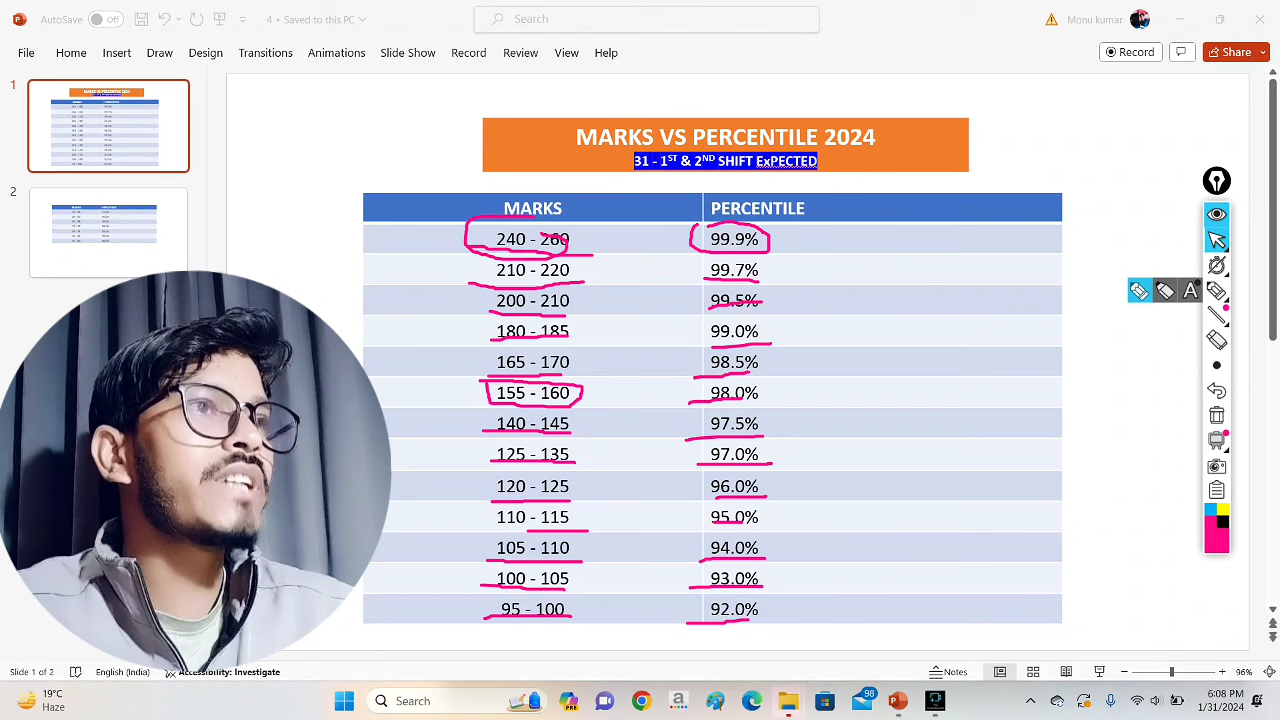 AutoSave Off
4 • Saved to this PC
Search
Monu kumar
File Home Insert Draw Design Transitions Animations Slide Show Record Review View Help
Record
Share
1
2
MARKS VS PERCENTILE 2024
31 - 1ST & 2ND SHIFT ExPECTED
MARKS PERCENTILE
240 - 260 99.9%
210 - 220 99.7%
200 - 210 99.5%
180 - 185 99.0%
165 - 170 98.5%
155 - 160 98.0%
140 - 145 97.5%
125 - 135 97.0%
120 - 125 96.0%
110 - 115 95.0%
105 - 110 94.0%
100 - 105 93.0%
95 - 100 92.0%
A
Slide 1 of 2 English (India) Accessibility: Investigate Notes 96%
19°C
Haze
Search
a
98
6:08 PM
1/31/2024